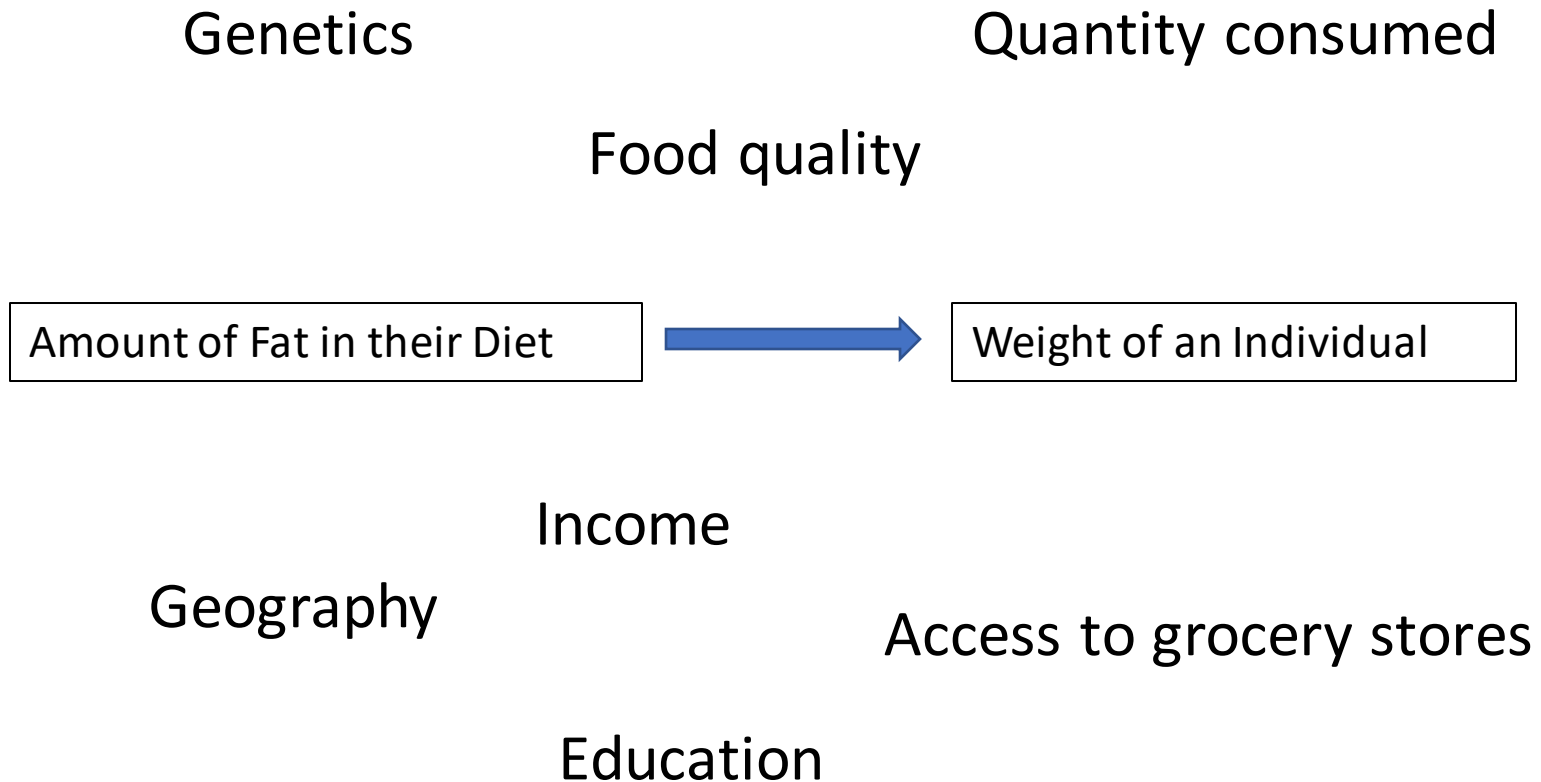 Genetics
Quantity consumed
Food quality
Amount of Fat in their Diet
Weight of an Individual
Income
Geography
Access to grocery stores
Education